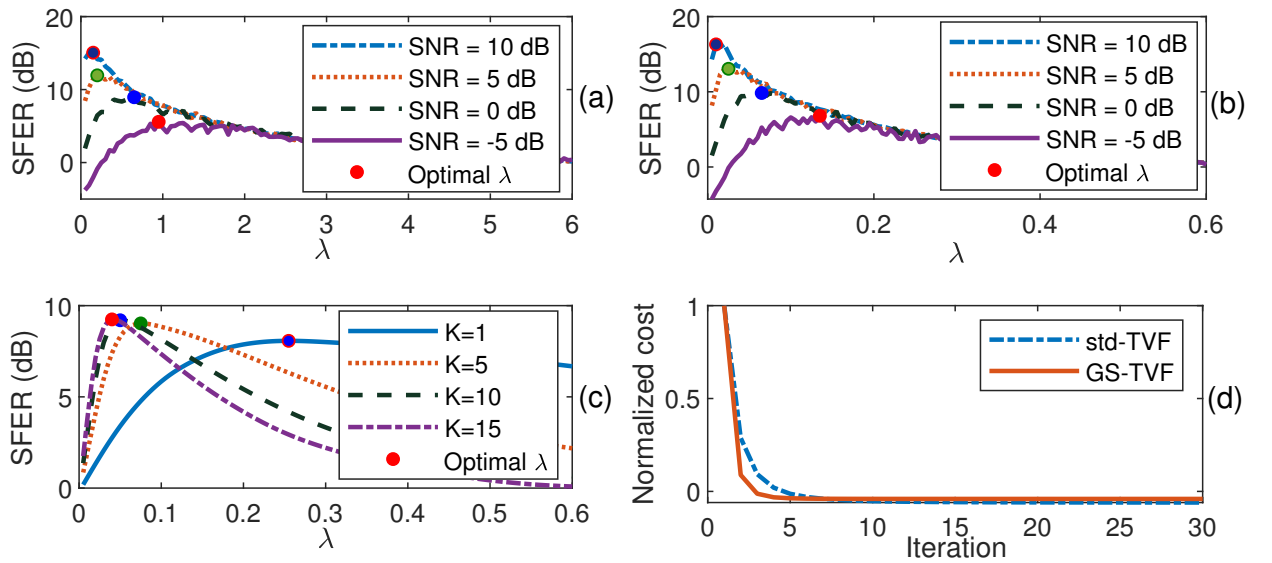 20
10
0
SFER (dB)
0 1 2 3 4 5 6
λ
SNR = 10 dB
SNR = 5 dB
SNR = 0 dB
SNR = -5 dB
Optimal λ
(a)
20
10
0
SFER (dB)
0 0.2 0.4 0.6
λ
SNR = 10 dB
SNR = 5 dB
SNR = 0 dB
SNR = -5 dB
Optimal λ
(b)
10
5
0
SFER (dB)
0 0.1 0.2 0.3 0.4 0.5 0.6
λ
K=1
K=5
K=10
K=15
Optimal λ
(c)
1
0.5
0
Normalized cost
0 5 10 15 20 25 30
Iteration
std-TVF
GS-TVF
(d)